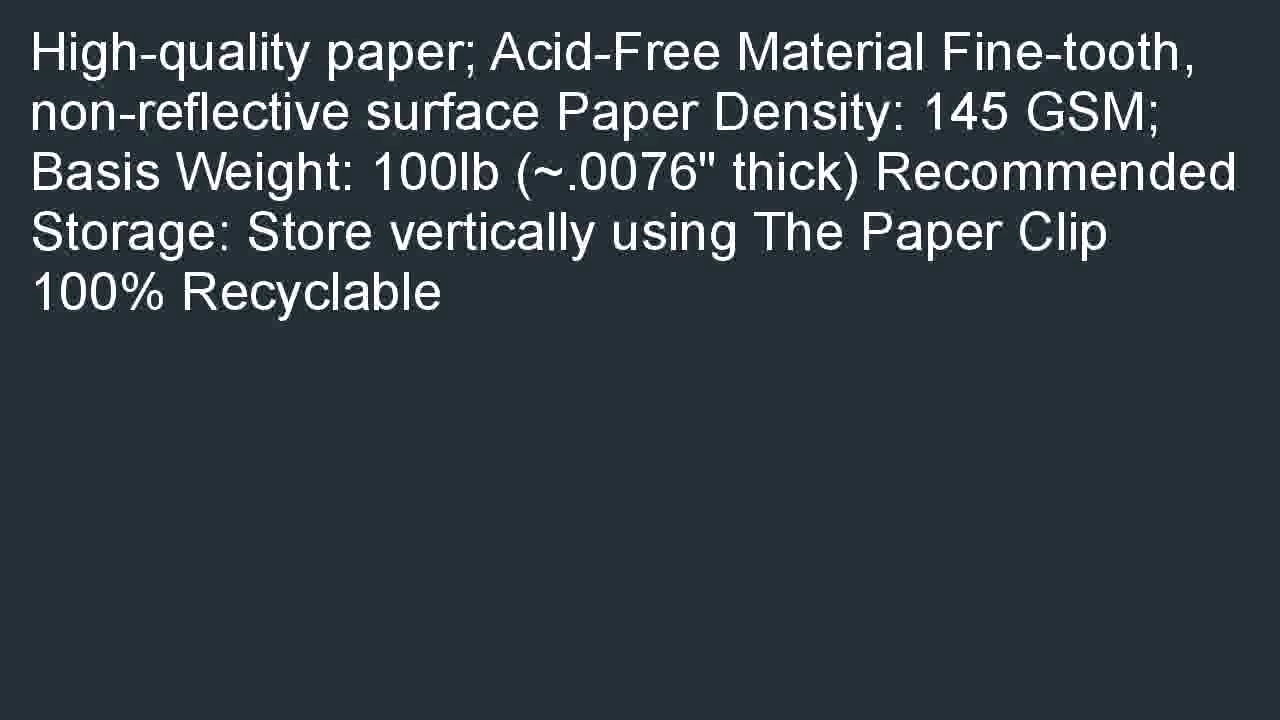 High-quality paper; Acid-Free Material Fine-tooth,
non-reflective surface Paper Density: 145 GSM;
Basis Weight: 100lb (~.0076" thick) Recommended
Storage: Store vertically using The Paper Clip
100% Recyclable